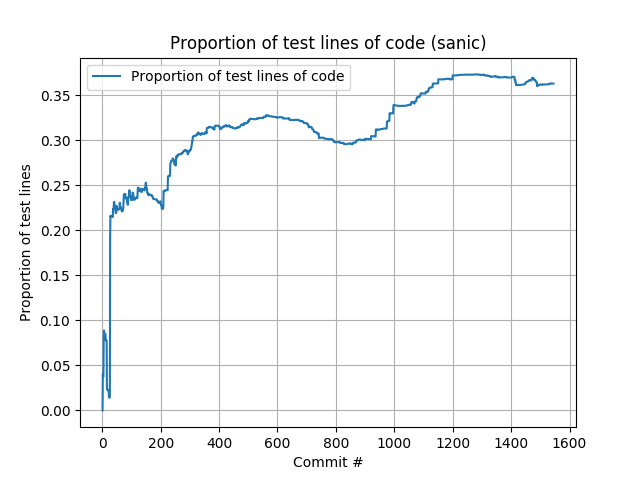 Proportion of test lines of code (sanic)
Proportion of test lines of code
Proportion of test lines
0.35
0.30
0.25
0.20
0.15
0.10
0.05
0.00
0 200 400 600 800 1000 1200 1400 1600
Commit #